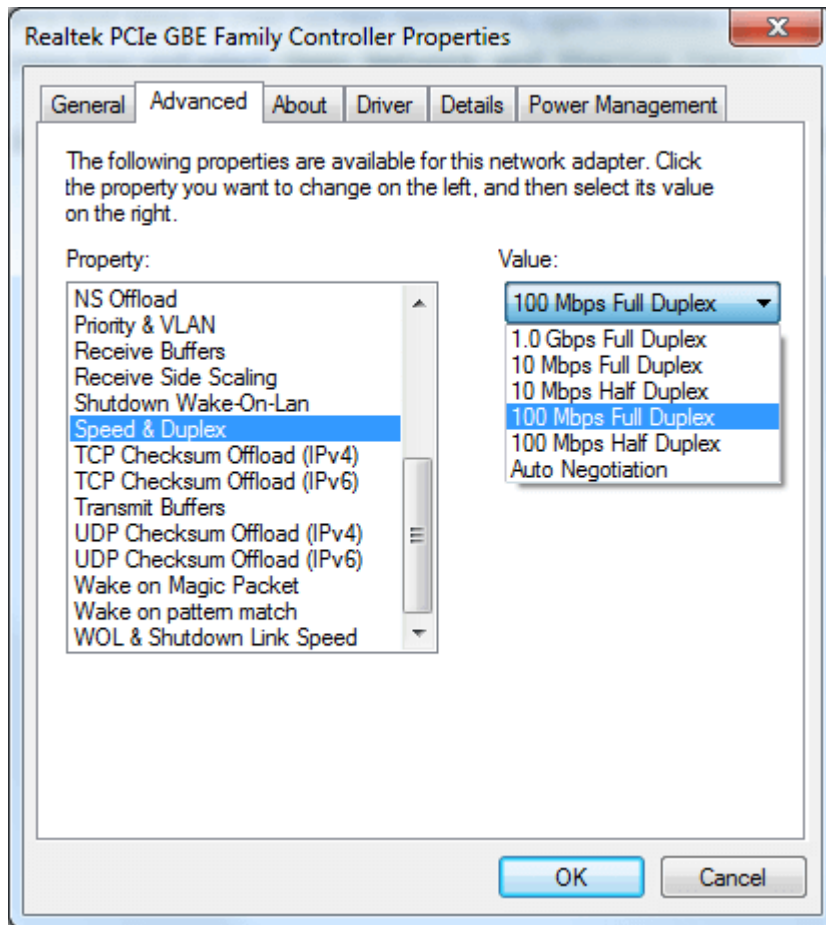 Realtek PCIe GBE Family Controller Properties
General Advanced About Driver Details Power Management
The following properties are available for this network adapter. Click
the property you want to change on the left, and then select its value
on the right.
Property:
NS Offload
Priority & VLAN
Receive Buffers
Receive Side Scaling
Shutdown Wake-On-Lan
Speed & Duplex
TCP Checksum Offload (IPv4)
TCP Checksum Offload (IPv6)
Transmit Buffers
UDP Checksum Offload (IPv4)
UDP Checksum Offload (IPv6)
Wake on Magic Packet
Wake on pattern match
WOL & Shutdown Link Speed
Value:
100 Mbps Full Duplex
1.0 Gbps Full Duplex
10 Mbps Full Duplex
10 Mbps Half Duplex
100 Mbps Full Duplex
100 Mbps Half Duplex
Auto Negotiation
OK Cancel